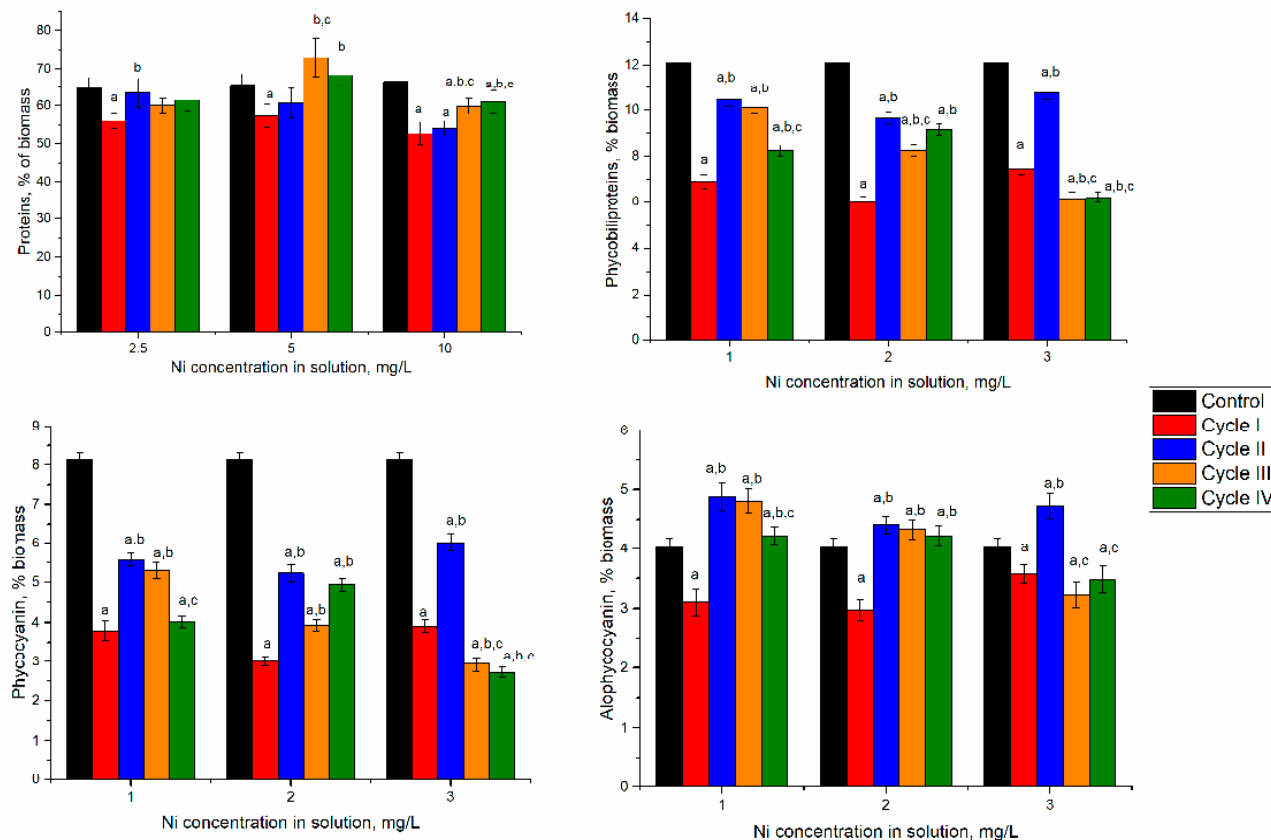 Proteins, % of biomass
80
70
60
50
40
30
20
10
0
a
b
a
b,c
b
a
a
a.b.c
a,b,c
2.5
5
10
Ni concentration in solution, mg/L
Phycobiliproteins, % biomass
14
12
10
8
6
4
2
0
a
a,b
a,b
a,b,c
a
a,b
a,b,c
a,b
a
a,b
a,b,c
a,b,c
1
2
3
Ni concentration in solution, mg/L
Phycocyanin, % biomass
9
8
7
6
5
4
3
2
1
0
a
a,b
a,b
a,c
a
a,b
a,b
a,b
a
a,b
a,b,c
a,b,c
1
2
3
Ni concentration in solution, mg/L
Alophycocyanin, % biomass
6
5
4
3
2
1
0
a
a,b
a,b
a,b,c
a
a,b
a,b
a,b
a
a,b
a,c
a,c
1
2
3
Ni concentration in solution, mg/L
Control
Cycle I
Cycle II
Cycle III
Cycle IV